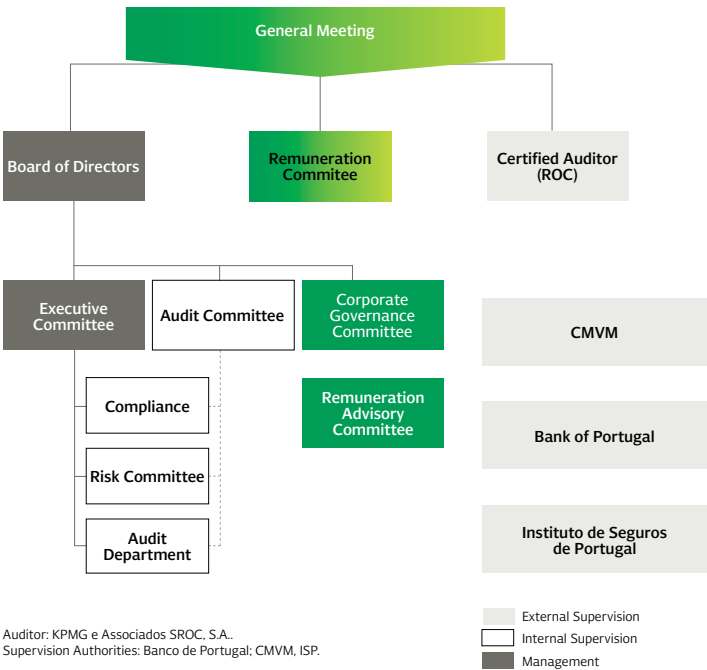 General Meeting
Board of Directors
Remuneration
Commitee
Certified Auditor
(ROC)
Executive
Committee
Audit Committee
Corporate
Governance
Committee
CMVM
Compliance
Remuneration
Advisory
Committee
Bank of Portugal
Risk Committee
Audit
Department
Instituto de Seguros
de Portugal
Auditor: KPMG e Associados SROC, S.A..
Supervision Authorities: Banco de Portugal; CMVM, ISP.
External Supervision
Internal Supervision
Management